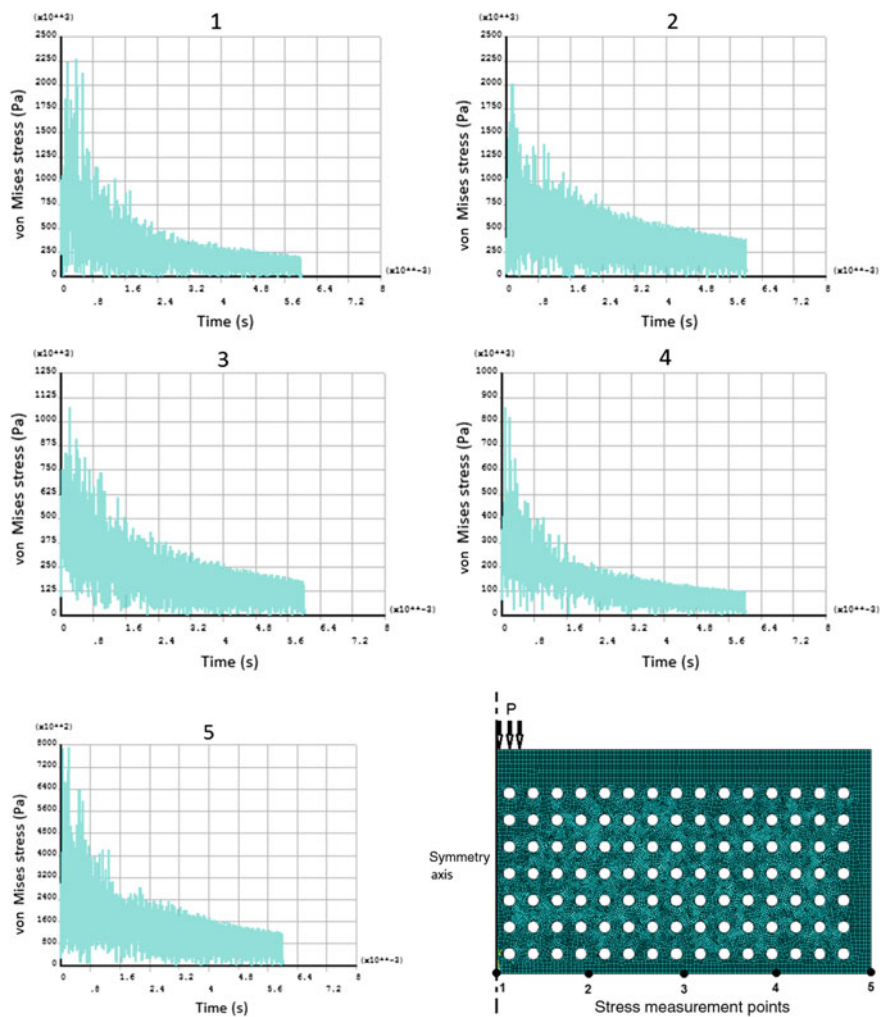 1
(x10**3)
2500
2250
2000
1750
1500
1250
1000
750
500
250
0
von Mises stress (Pa)
0 1.6 3.2 4.8 6.4 8
.8 2.4 4 5.6 7.2
(x10**-3)
Time (s)
2
(x10**3)
2500
2250
2000
1750
1500
1250
1000
750
500
250
0
von Mises stress (Pa)
0 1.6 3.2 4.8 6.4 8
.8 2.4 4 5.6 7.2
(x10**-3)
Time (s)
3
(x10**3)
1250
1125
1000
875
750
625
500
375
250
125
0
von Mises stress (Pa)
0 1.6 3.2 4.8 6.4 8
.8 2.4 4 5.6 7.2
(x10**-3)
Time (s)
4
(x10**3)
1000
900
800
700
600
500
400
300
200
100
0
von Mises stress (Pa)
0 1.6 3.2 4.8 6.4 8
.8 2.4 4 5.6 7.2
(x10**-3)
Time (s)
5
(x10**2)
8000
7200
6400
5600
4800
4000
3200
2400
1600
800
0
von Mises stress (Pa)
0 1.6 3.2 4.8 6.4 8
.8 2.4 4 5.6 7.2
(x10**-3)
Time (s)
P
Symmetry
axis
1 2 3 4 5
Stress measurement points